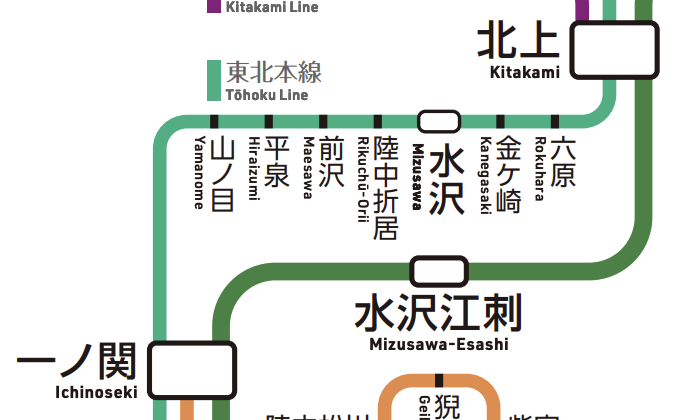 Kitakami Line
北上
Kitakami
東北本線
Tōhoku Line
山ノ目
Yamanome
平泉
Hiraizumi
前沢
Maesawa
陸中折居
Rikuchū-Orii
水沢
Mizusawa
金ケ崎
Kanegasaki
六原
Rokuhara
水沢江刺
Mizusawa-Esashi
一ノ関
Ichinoseki
猊